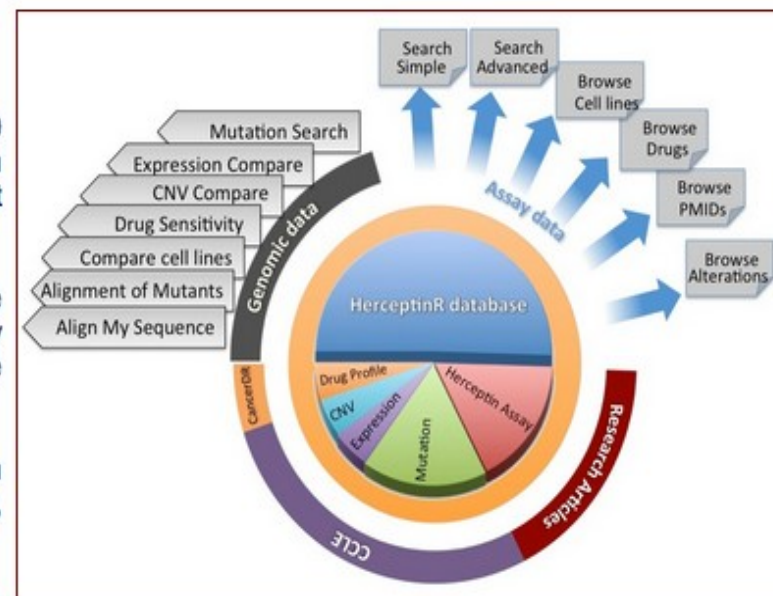 Search
Simple
Search
Advanced
Browse
Cell lines
Browse
Drugs
Browse
PMIDs
Browse
Alterations
Assay data
Mutation Search
Expression Compare
CNV Compare
Drug Sensitivity
Compare cell lines
Alignment of Mutants
Align My Sequence
Genomic data
HerceptinR database
Drug Profile
CNV
Expression
Mutation
Herceptin Assay
CancerDR
CCLE
Research Articles